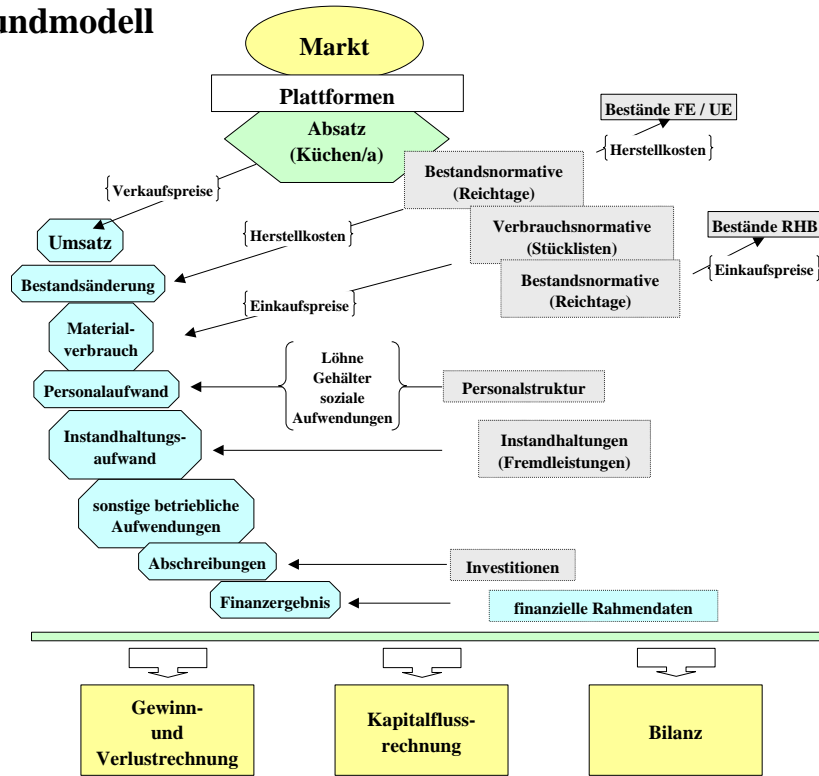 undmodell
Markt
Plattformen
Absatz
(Küchen/a)
Bestände FE / UE
Herstellkosten
Bestandsnormative
(Reichtage)
Verkaufspreise
Umsatz
Herstellkosten
Verbrauchsnormative
(Stücklisten)
Bestände RHB
Einkaufspreise
Bestandsänderung
Bestandsnormative
(Reichtage)
Einkaufspreise
Material-
verbrauch
Löhne
Gehälter
soziale
Aufwendungen
Personalaufwand
Personalstruktur
Instandhaltungs-
aufwand
Instandhaltungen
(Fremdleistungen)
sonstige betriebliche
Aufwendungen
Abschreibungen
Investitionen
Finanzergebnis
finanzielle Rahmendaten
Gewinn-
und
Verlustrechnung
Kapitalfluss-
rechnung
Bilanz